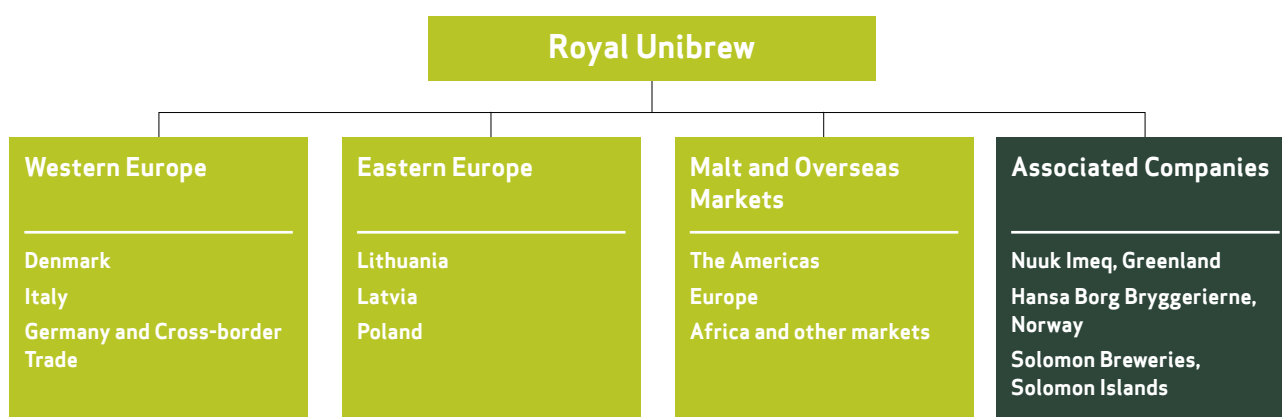 Royal Unibrew
Western Europe
Denmark
Italy
Germany and Cross-border
Trade
Eastern Europe
Lithuania
Latvia
Poland
Malt and Overseas
Markets
The Americas
Europe
Africa and other markets
Associated Companies
Nuuk Imeq, Greenland
Hansa Borg Bryggerierne,
Norway
Solomon Breweries,
Solomon Islands